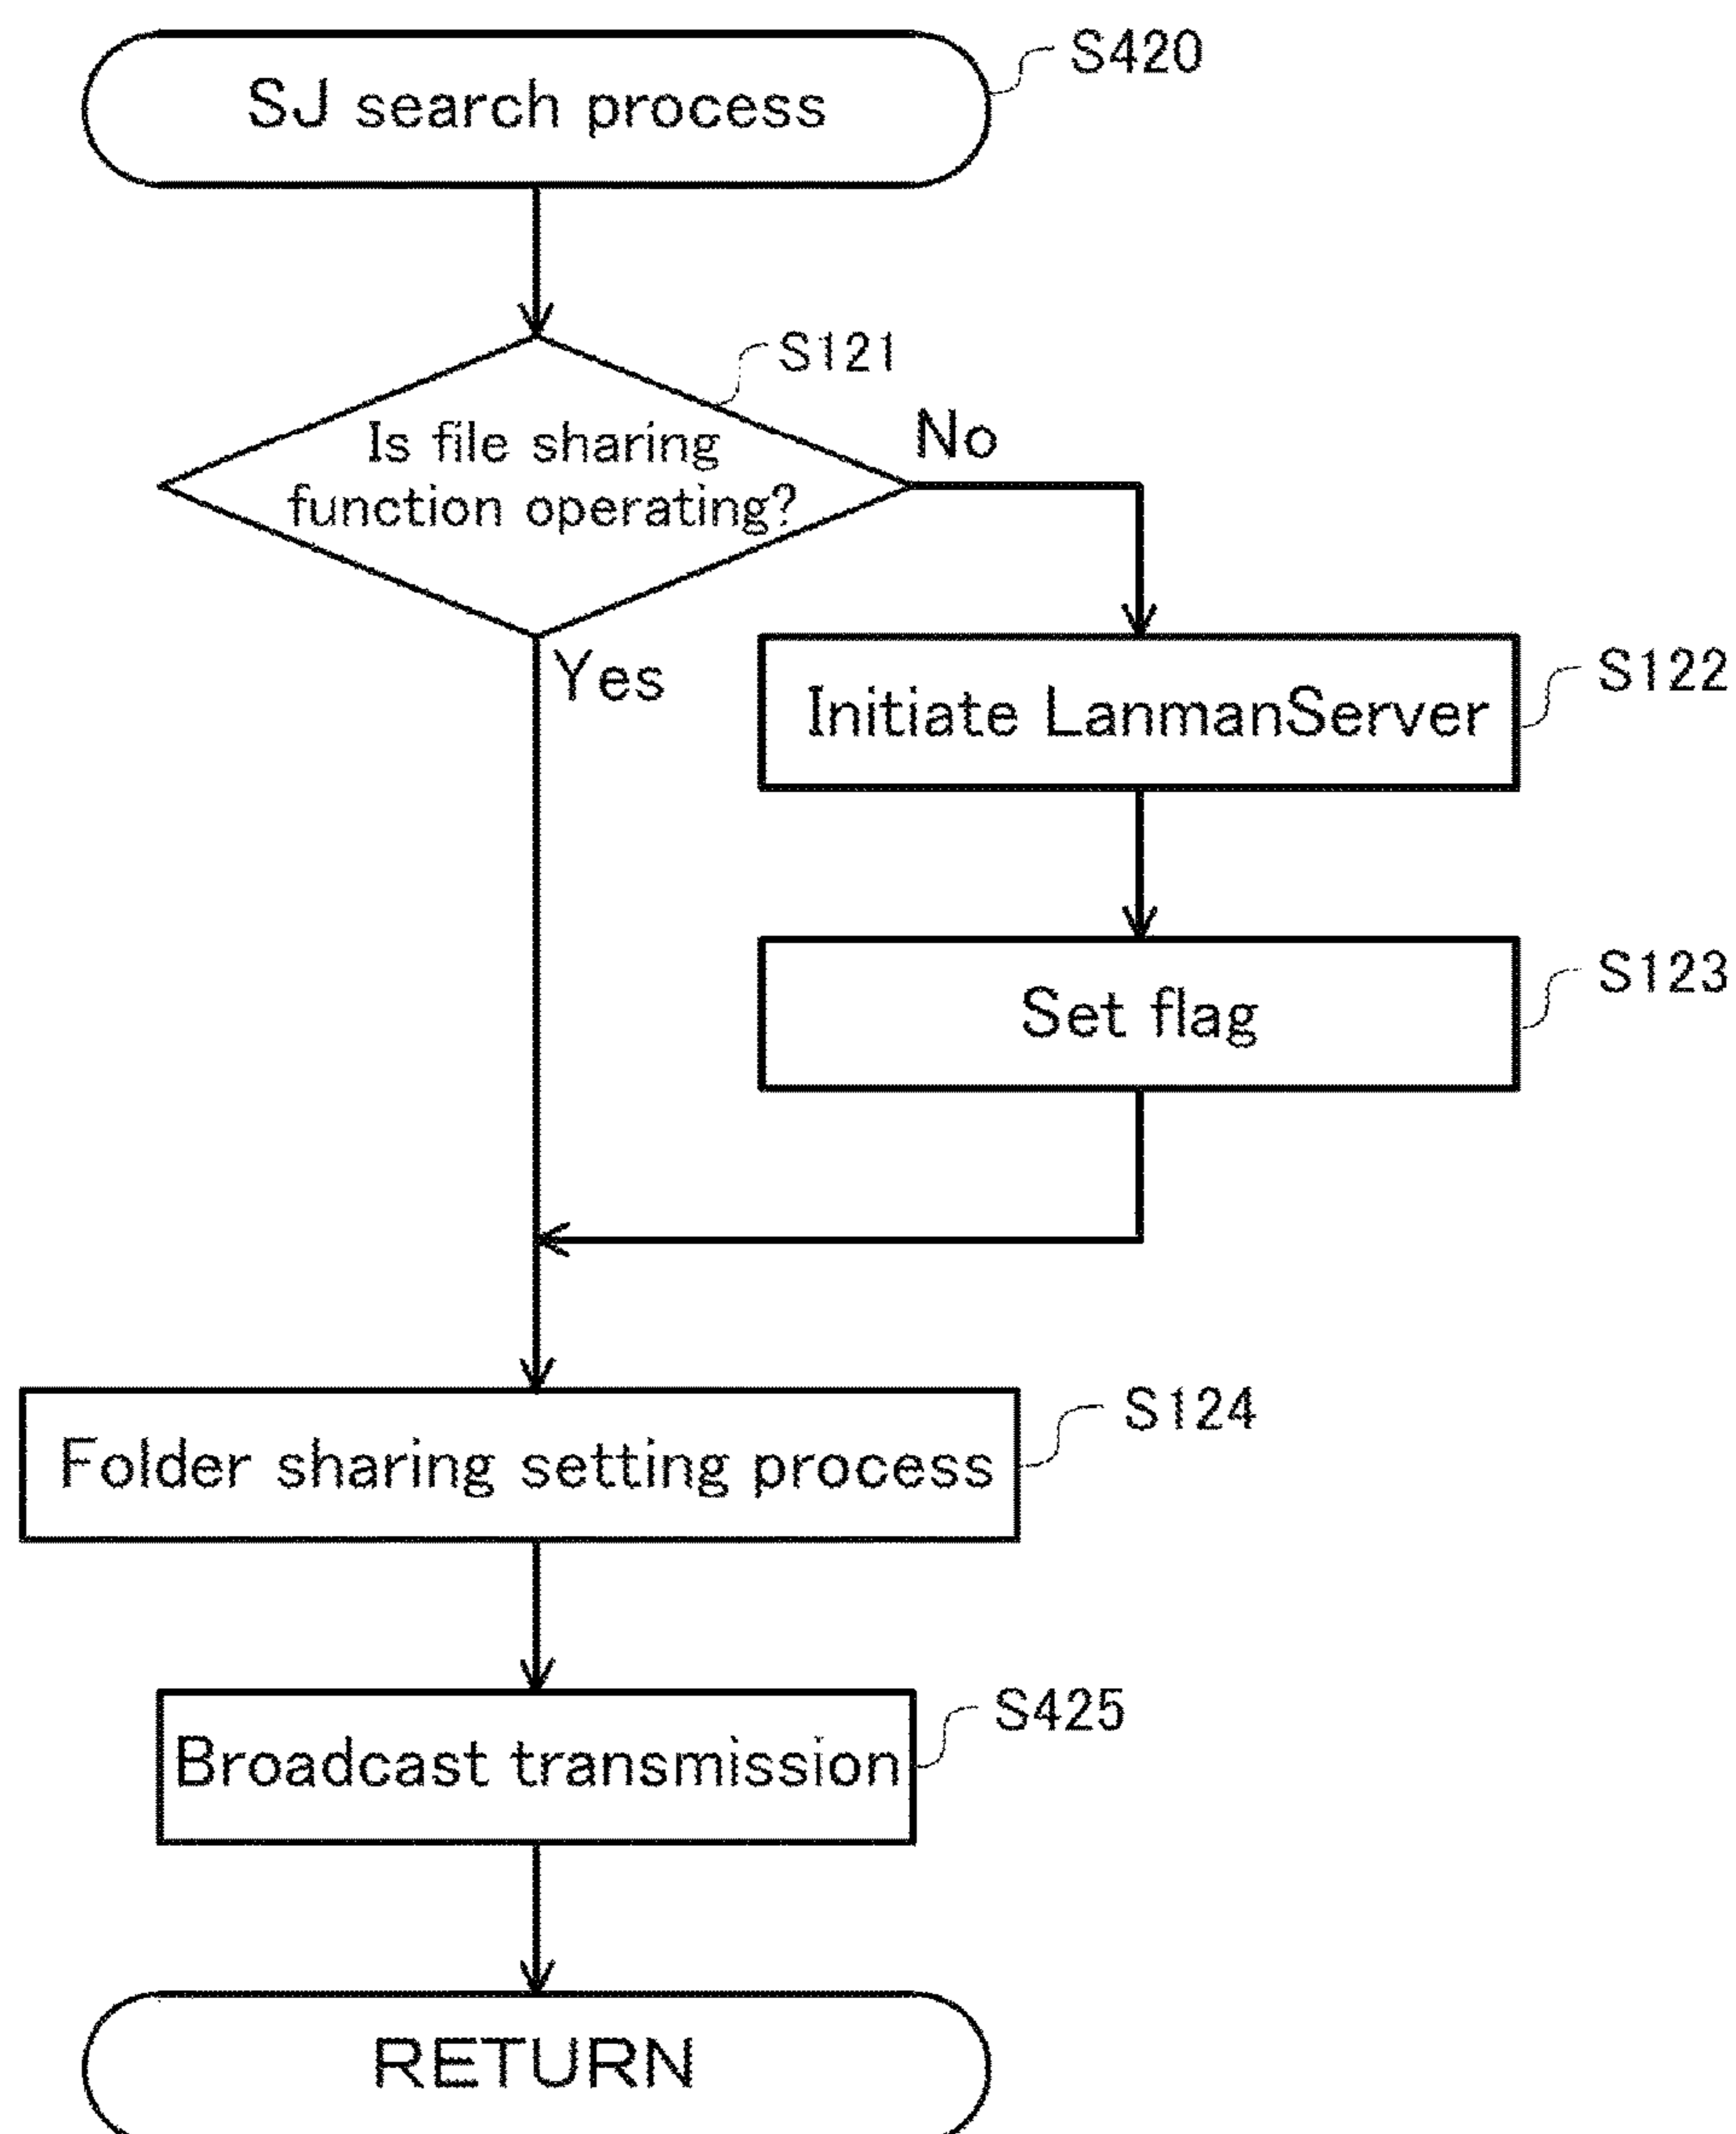 SJ search process
S420
S121
Is file sharing
function operating?
No
Yes
Initiate LanmanServer
S122
Set flag
S123
Folder sharing setting process
S124
Broadcast transmission
S425
RETURN